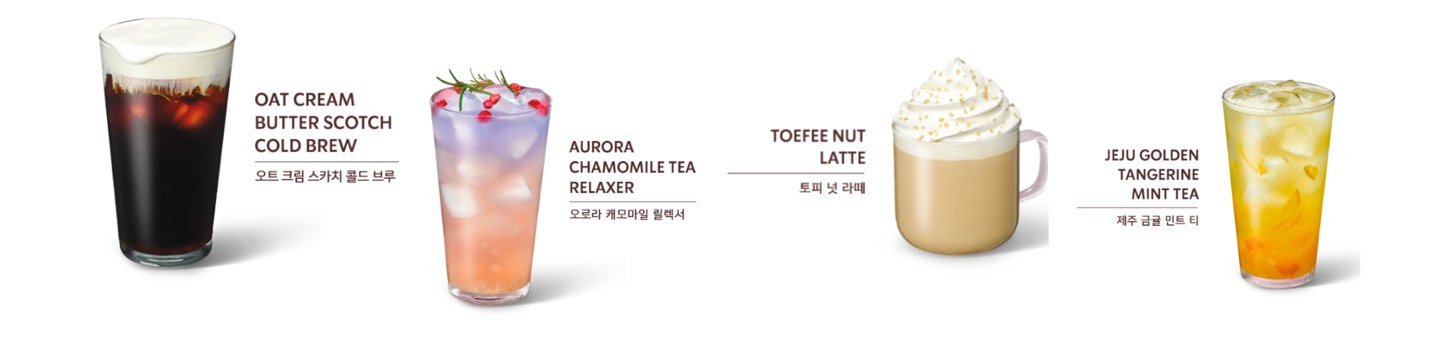 OAT CREAM
BUTTER SCOTCH
COLD BREW
오트 크림 스카치 콜드 브루
AURORA
CHAMOMILE TEA
RELAXER
오로라 캐모마일 릴렉서
TOEFEE NUT
LATTE
토피 넛 라떼
JEJU GOLDEN
TANGERINE
MINT TEA
제주 금귤 민트 티